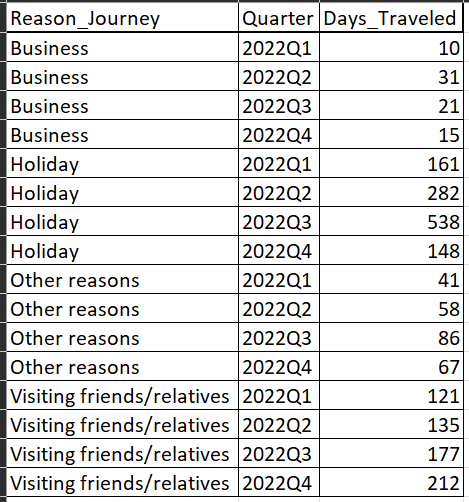 Reason_Journey Quarter Days_Traveled
Business 2022Q1 10
Business 2022Q2 31
Business 2022Q3 21
Business 2022Q4 15
Holiday 2022Q1 161
Holiday 2022Q2 282
Holiday 2022Q3 538
Holiday 2022Q4 148
Other reasons 2022Q1 41
Other reasons 2022Q2 58
Other reasons 2022Q3 86
Other reasons 2022Q4 67
Visiting friends/relatives 2022Q1 121
Visiting friends/relatives 2022Q2 135
Visiting friends/relatives 2022Q3 177
Visiting friends/relatives 2022Q4 212